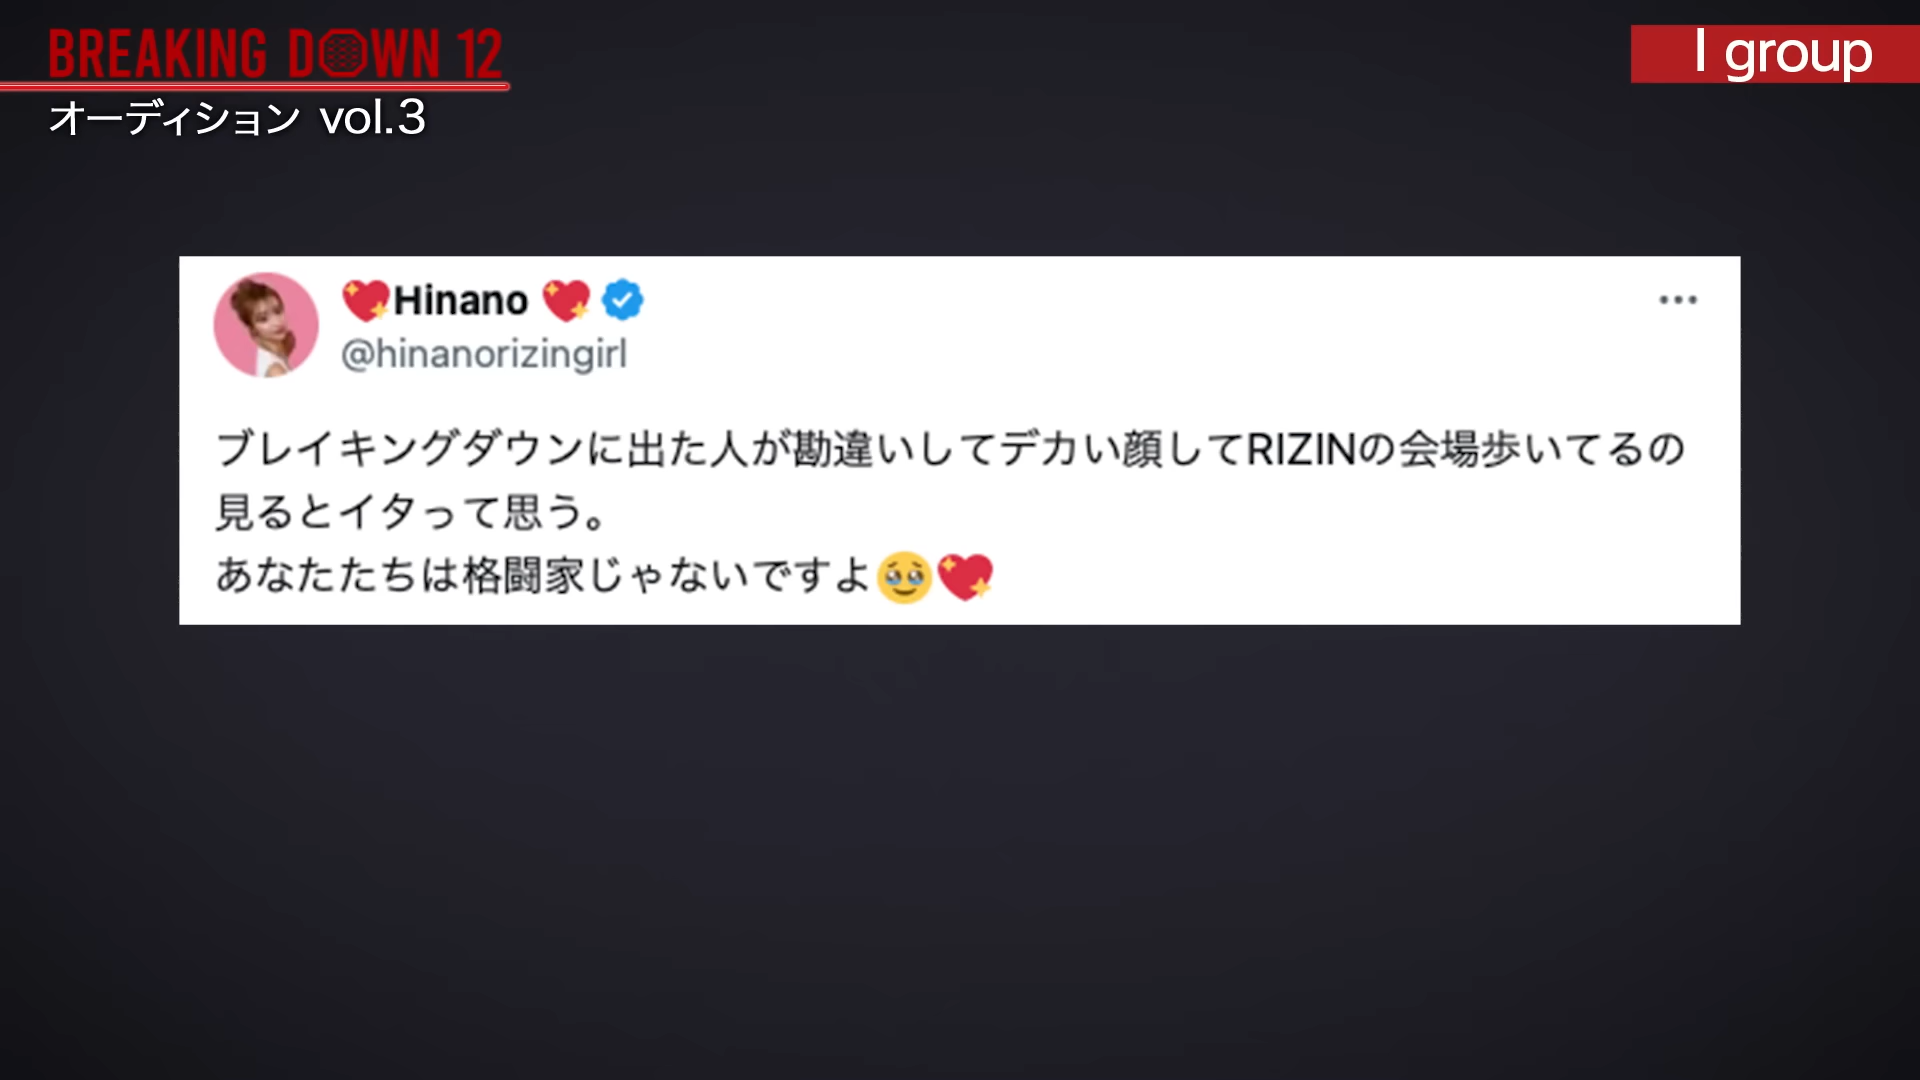 BREAKING DOWN 12
オーディション vol.3
I group
💖Hinano 💖
@hinanorizingirl
ブレイキングダウンに出た人が勘違いしてデカい顔してRIZINの会場歩いてるの
見るとイタって思う。
あなたたちは格闘家じゃないですよ🥹💖